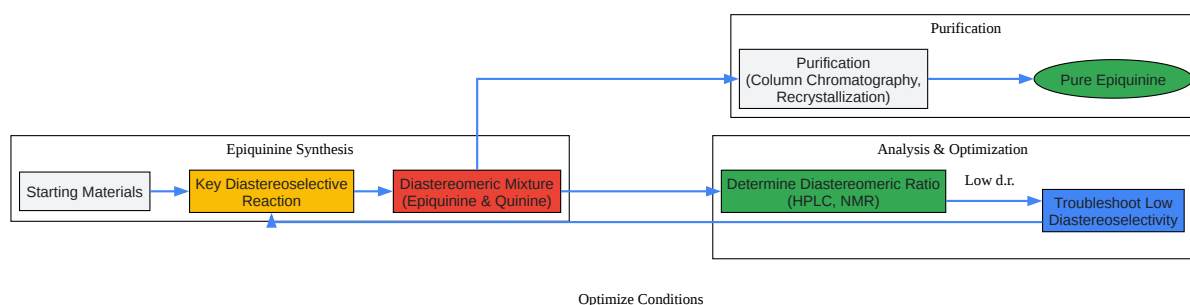 Purification
Purification
(Column Chromatography,
Recrystallization)
Pure Epiquinine
Epiquinine Synthesis
Starting Materials
Key Diastereoselective
Reaction
Diastereomeric Mixture
(Epiquinine & Quinine)
Analysis & Optimization
Determine Diastereomeric Ratio
(HPLC, NMR)
Low d.r.
Troubleshoot Low
Diastereoselectivity
Optimize Conditions